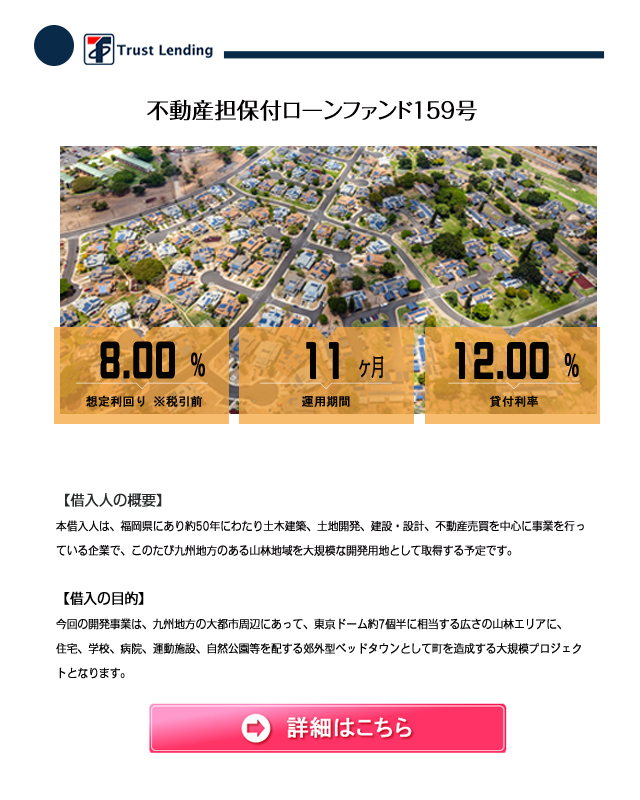 Trust Lending
不動産担保付ローンファンド159号
8.00 % 11 ヶ月 12.00 %
想定利回り ※税引前 運用期間 貸付利率
【借入人の概要】
本借入人は、福岡県にあり約50年にわたり土木建築、土地開発、建設・設計、不動産売買を中心に事業を行っ
ている企業で、このたび九州地方のある山林地域を大規模な開発用地として取得する予定です。
【借入の目的】
今回の開発事業は、九州地方の大都市周辺にあって、東京ドーム約7個半に相当する広さの山林エリアに、
住宅、学校、病院、運動施設、自然公園等を配する郊外型ベッドタウンとして町を造成する大規模プロジェク
トとなります。
詳細はこちら